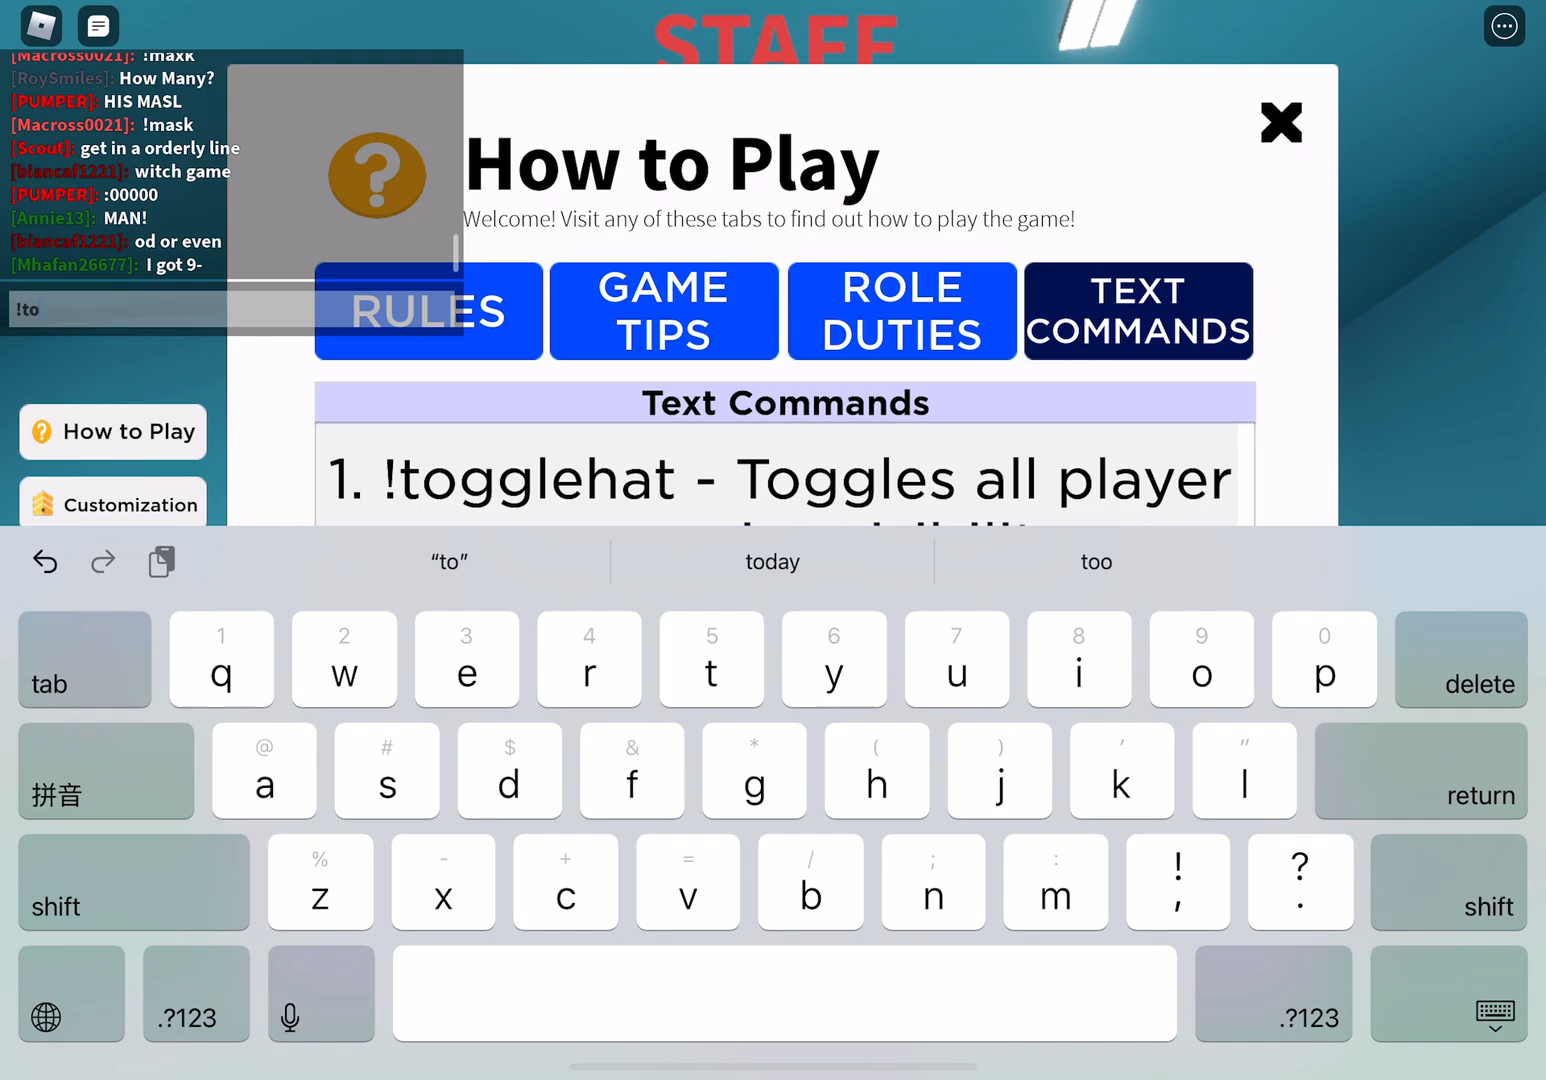 STAFF
[Macross0021]: !maxk
[RoySmiles]: How Many?
[PUMPER]: HIS MASL
[Macross0021]: !mask
[Scout]: get in a orderly line
[biancaf1221]: witch game
[PUMPER]: :00000
[Annie13]: MAN!
[biancaf1221]: od or even
[Mhafan26677]: I got 9-
!to
How to Play
Welcome! Visit any of these tabs to find out how to play the game!
RULES
GAME
TIPS
ROLE
DUTIES
TEXT
COMMANDS
Text Commands
1. !togglehat - Toggles all player
How to Play
Customization
“to” today too
1 2 3 4 5 6 7 8 9 0
tab q w e r t y u i o p delete
@ # $ & * ( ) ' "
拼音 a s d f g h j k l return
% - + = / ; : ! ?
shift z x c v b n m , . shift
.?123 .?123